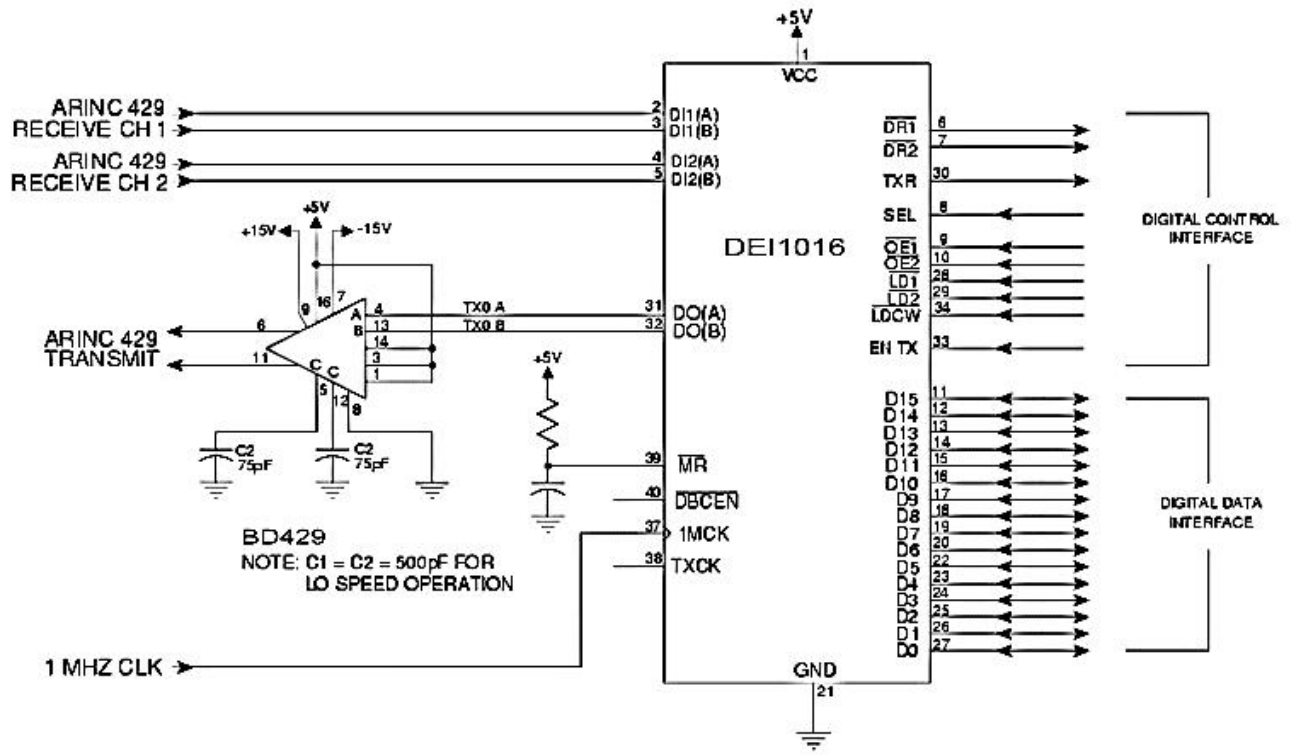 +5V
1
VCC
ARINC 429
RECEIVE CH 1
2
DI1(A)
3
DI1(B)
ARINC 429
RECEIVE CH 2
4
DI2(A)
5
DI2(B)
DEI1016
DR1
6
DR2
7
TXR
30
SEL
8
OE1
9
OE2
10
LD1
28
LD2
29
LDCW
34
EN TX
33
DIGITAL CONTROL
INTERFACE
+5V
+15V
-15V
9
16
7
A
4
TX0 A
31
DO(A)
B
13
TX0 B
32
DO(B)
14
3
1
ARINC 429
TRANSMIT
6
11
C
C
5
12
8
C2
75pF
C2
75pF
+5V
39
MR
40
DBCEN
37
1MCK
38
TXCK
BD429
NOTE: C1 = C2 = 500pF FOR
LO SPEED OPERATION
1 MHZ CLK
D15
11
D14
12
D13
13
D12
14
D11
15
D10
16
D9
17
D8
18
D7
19
D6
20
D5
22
D4
23
D3
24
D2
25
D1
26
D0
27
DIGITAL DATA
INTERFACE
GND
21